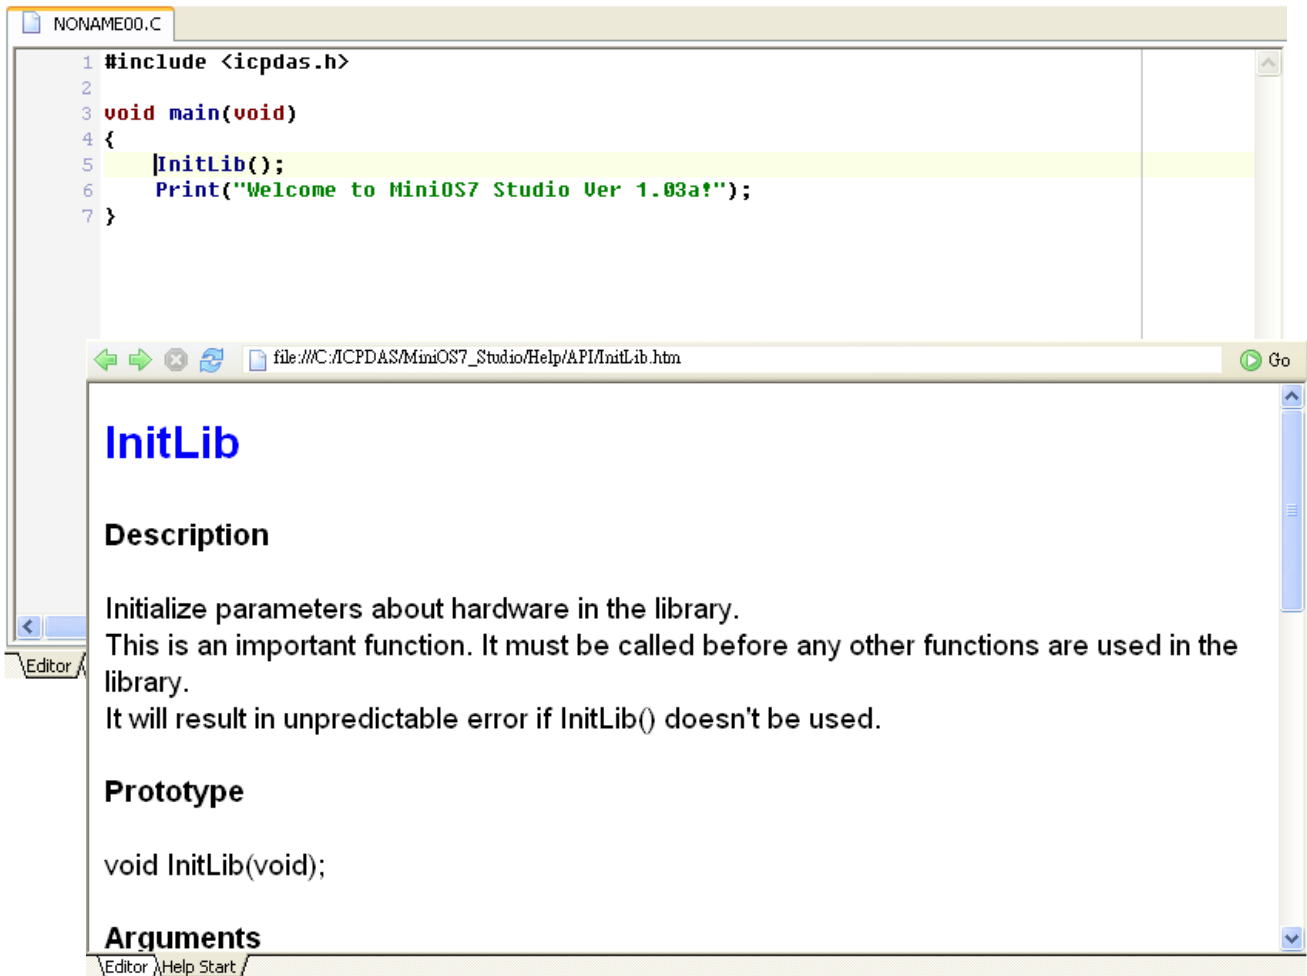 NONAME00.C
1 #include <icpdas.h>
2
3 void main(void)
4 {
5 InitLib();
6 Print("Welcome to MiniOS7 Studio Ver 1.03a!");
7 }
file:///C:/ICPDAS/MiniOS7_Studio/Help/API/InitLib.htm
Go
InitLib
Description
Initialize parameters about hardware in the library.
This is an important function. It must be called before any other functions are used in the
library.
It will result in unpredictable error if InitLib() doesn't be used.
Prototype
void InitLib(void);
Arguments
Editor
Editor Help Start